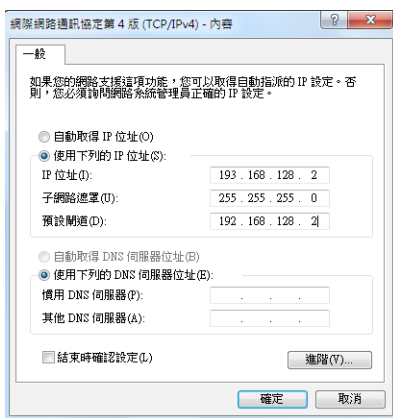 網際網路通訊協定第 4 版 (TCP/IPv4) - 內容
一般
如果您的網路支援這項功能，您可以取得自動指派的 IP 設定。否
則，您必須詢問網路系統管理員正確的 IP 設定。
自動取得 IP 位址(O)
使用下列的 IP 位址(S):
IP 位址(I): 193 . 168 . 128 . 2
子網路遮罩(U): 255 . 255 . 255 . 0
預設閘道(D): 192 . 168 . 128 . 2
自動取得 DNS 伺服器位址(B)
使用下列的 DNS 伺服器位址(E):
慣用 DNS 伺服器(P): . . .
其他 DNS 伺服器(A): . . .
結束時確認設定(L)
進階(V)...
確定 取消